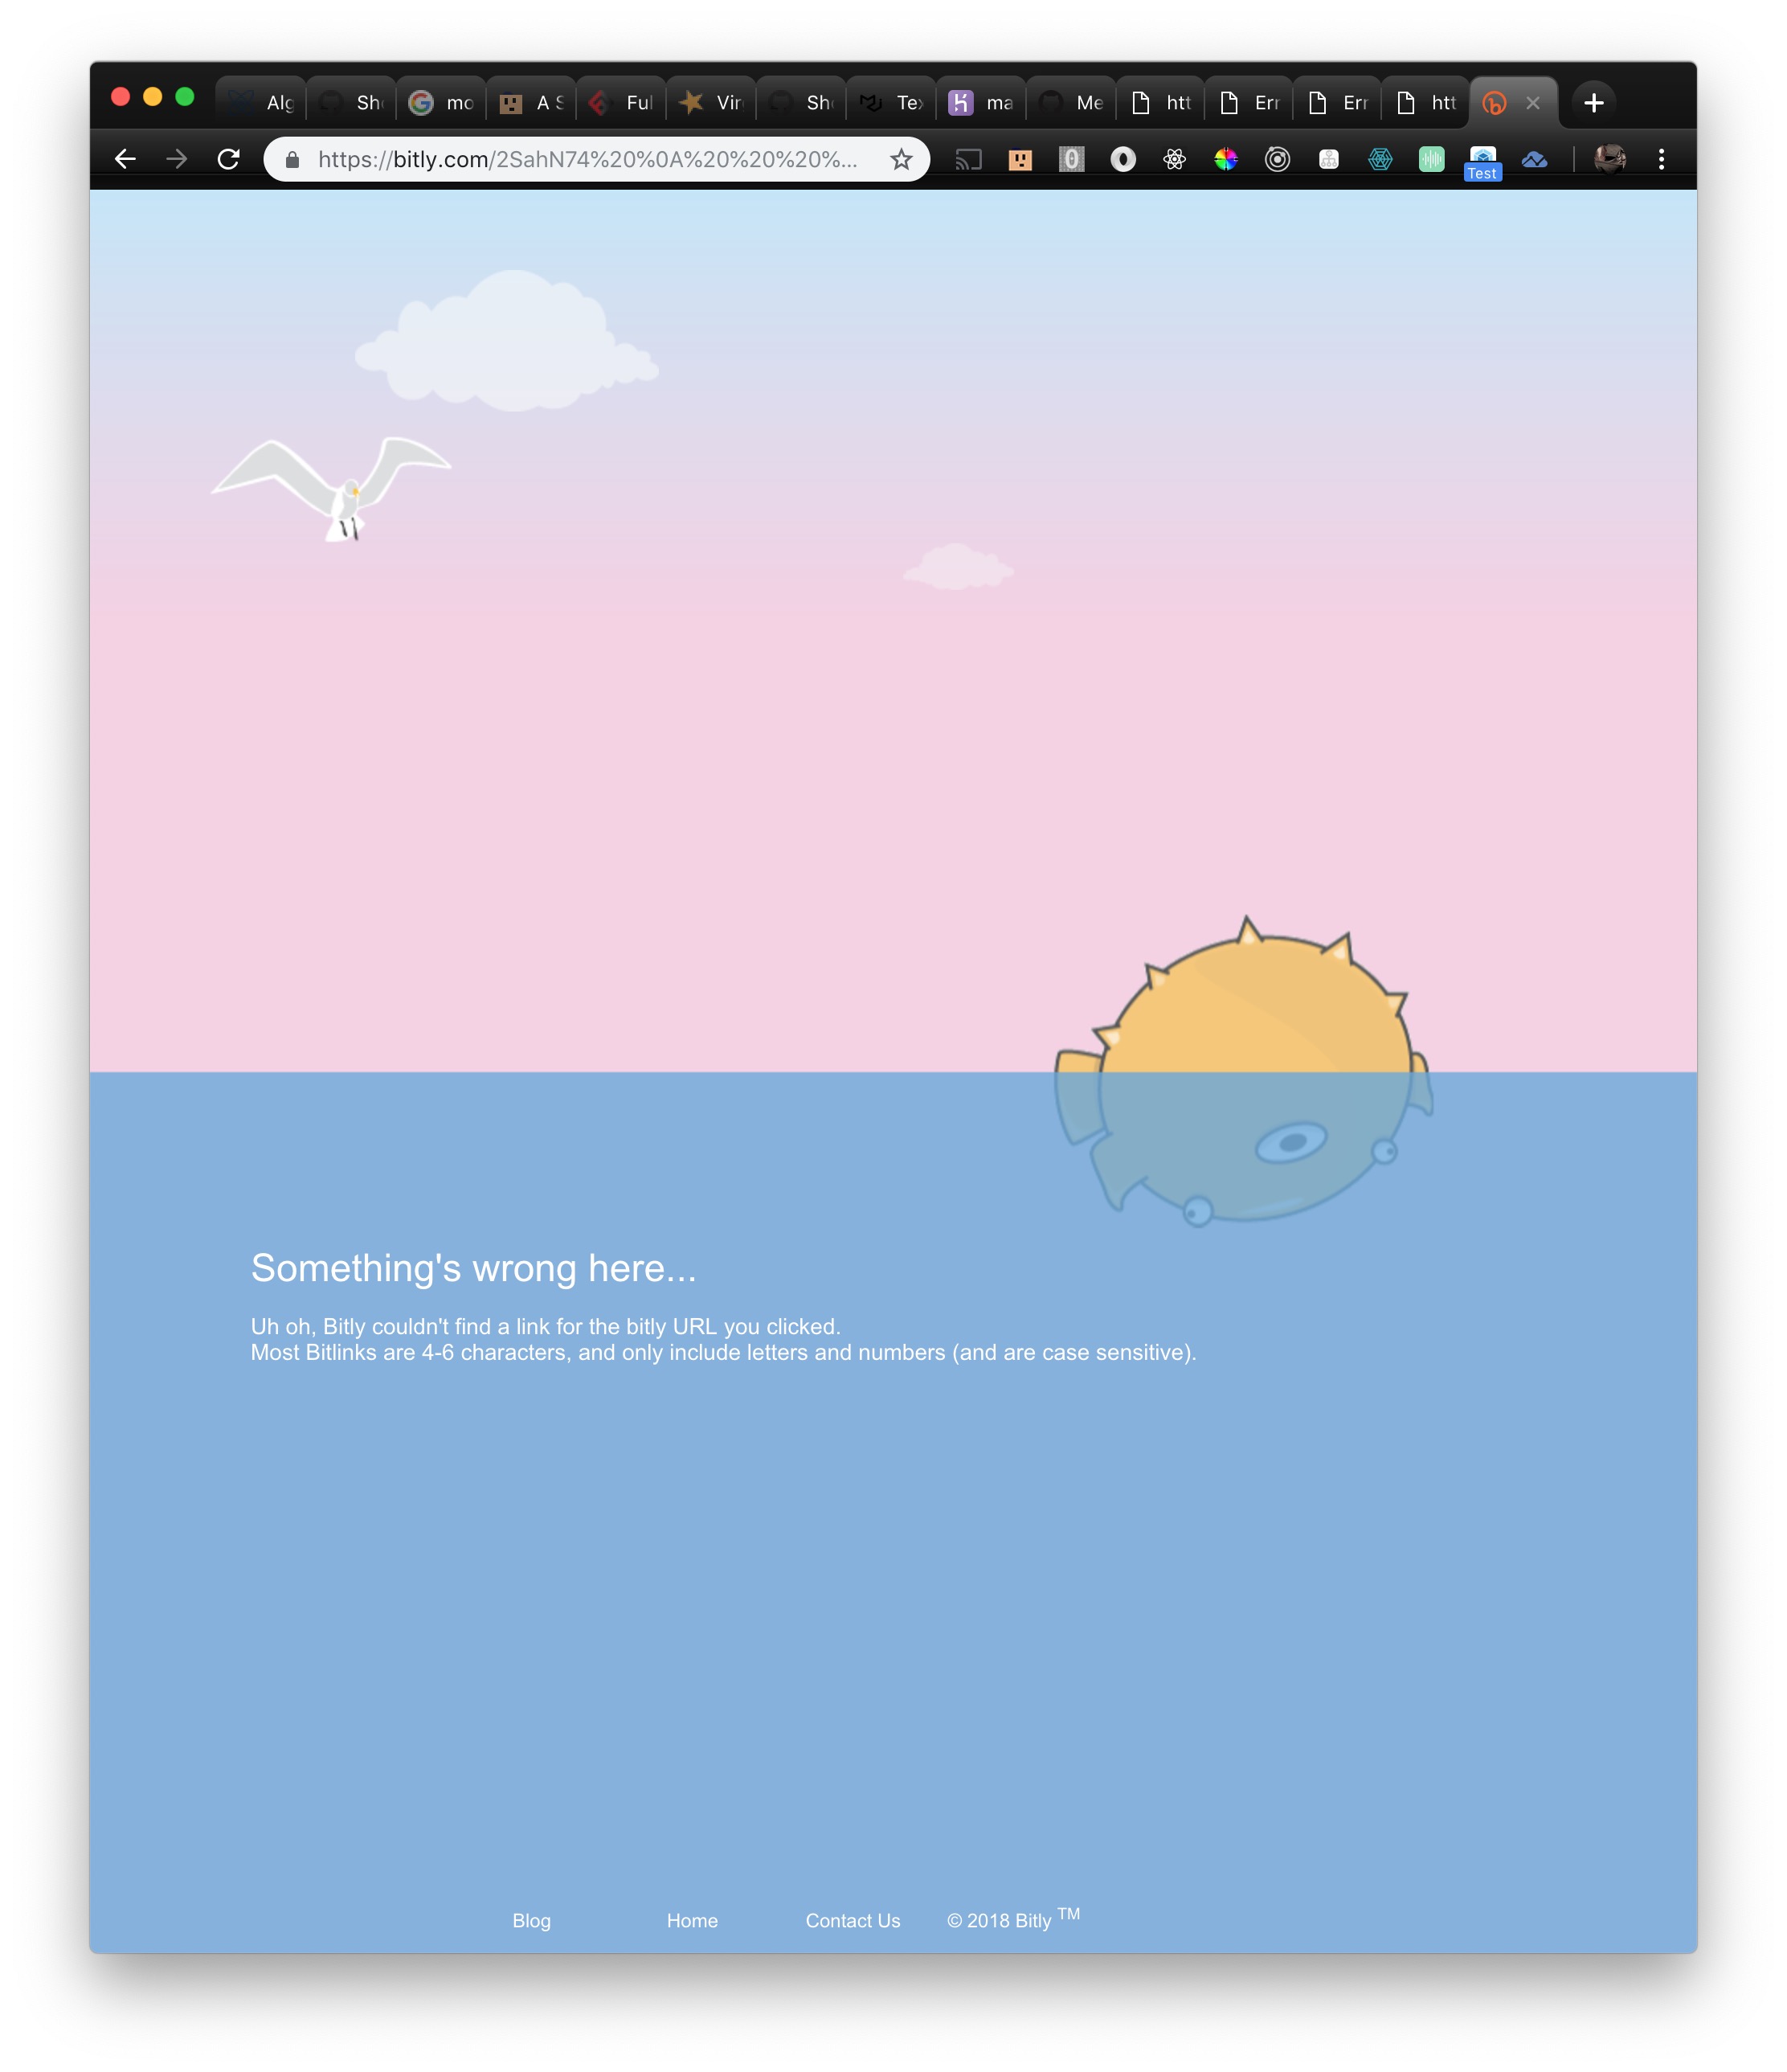 Alg
Sh
mo
A S
Ful
Vir
Sh
Te
ma
Me
htt
Err
Err
htt
https://bitly.com/2SahN74%20%0A%20%20%20%...
Test
Something's wrong here...
Uh oh, Bitly couldn't find a link for the bitly URL you clicked.
Most Bitlinks are 4-6 characters, and only include letters and numbers (and are case sensitive).
Blog Home Contact Us © 2018 Bitly TM